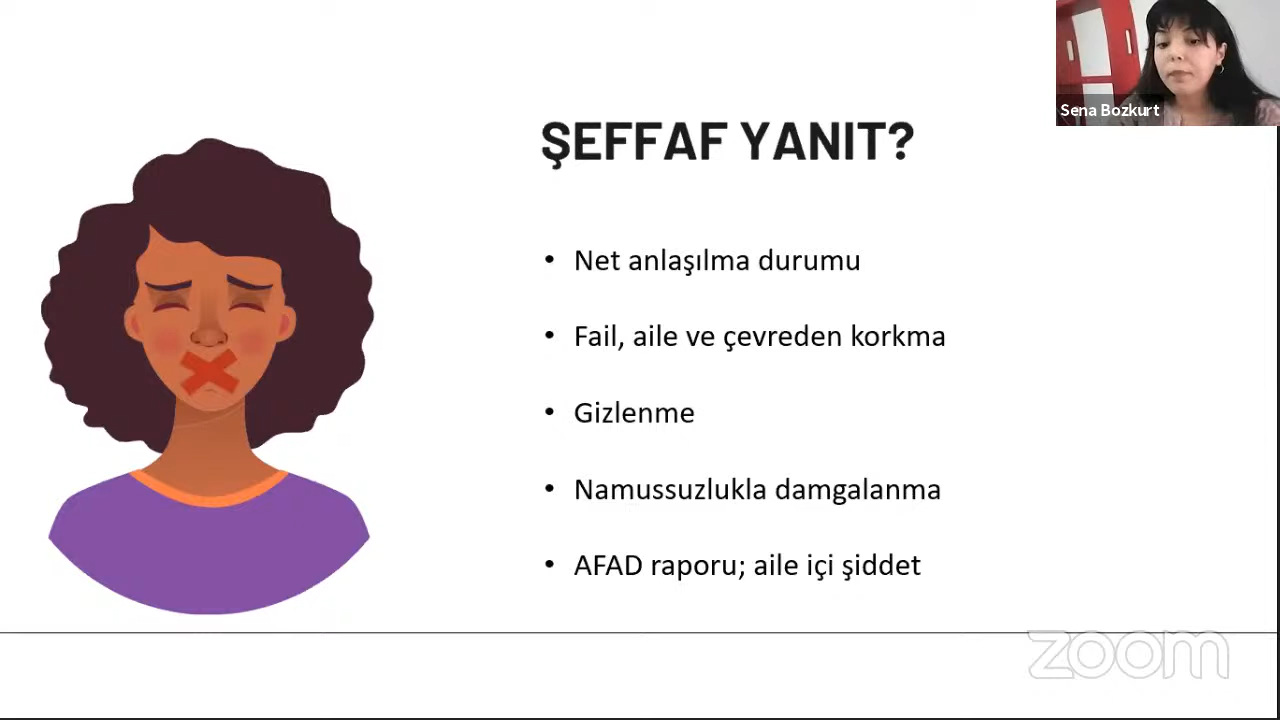 Sena Bozkurt
ŞEFFAF YANIT?
• Net anlaşılma durumu
• Fail, aile ve çevreden korkma
• Gizlenme
• Namussuzlukla damgalanma
• AFAD raporu; aile içi şiddet
zoom